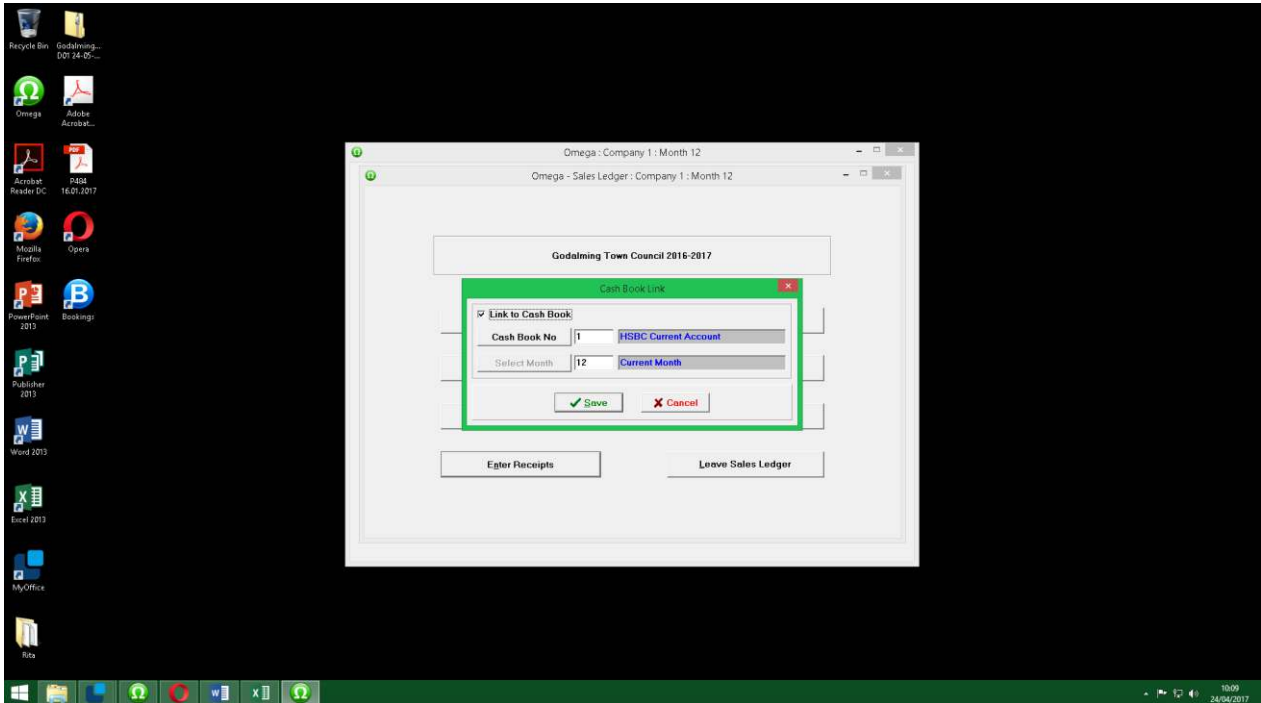 Recycle Bin
Godalming...
D01 24-05-...
Omega
Adobe
Acrobat...
Acrobat
Reader DC
PDF
P484
16.01.2017
Mozilla
Firefox
Opera
PowerPoint
2013
Bookings
Publisher
2013
Word 2013
Excel 2013
MyOffice
Rita
Omega : Company 1 : Month 12
Omega - Sales Ledger : Company 1 : Month 12
Godalming Town Council 2016-2017
Cash Book Link
Link to Cash Book
Cash Book No 1 HSBC Current Account
Select Month 12 Current Month
Save Cancel
Enter Receipts Leave Sales Ledger
10:09
24/04/2017